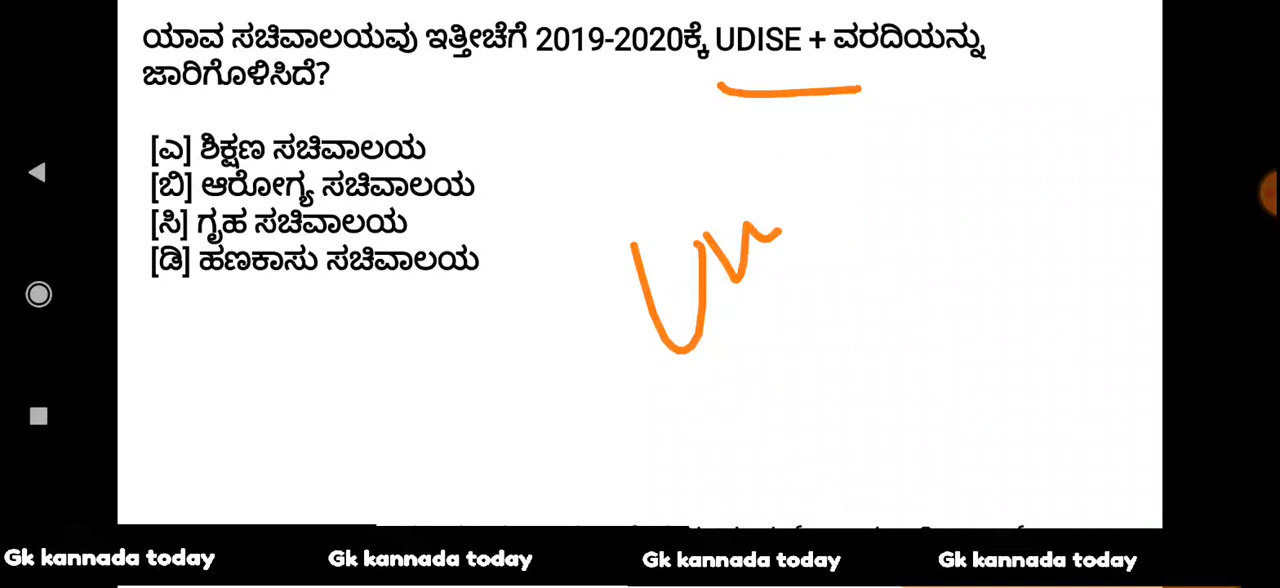 ಯಾವ ಸಚಿವಾಲಯವು ಇತ್ತೀಚೆಗೆ 2019-2020ಕ್ಕೆ UDISE + ವರದಿಯನ್ನು
ಜಾರಿಗೊಳಿಸಿದೆ?
[ಎ] ಶಿಕ್ಷಣ ಸಚಿವಾಲಯ
[ಬಿ] ಆರೋಗ್ಯ ಸಚಿವಾಲಯ
[ಸಿ] ಗೃಹ ಸಚಿವಾಲಯ
[ಡಿ] ಹಣಕಾಸು ಸಚಿವಾಲಯ
Gk kannada today Gk kannada today Gk kannada today Gk kannada today